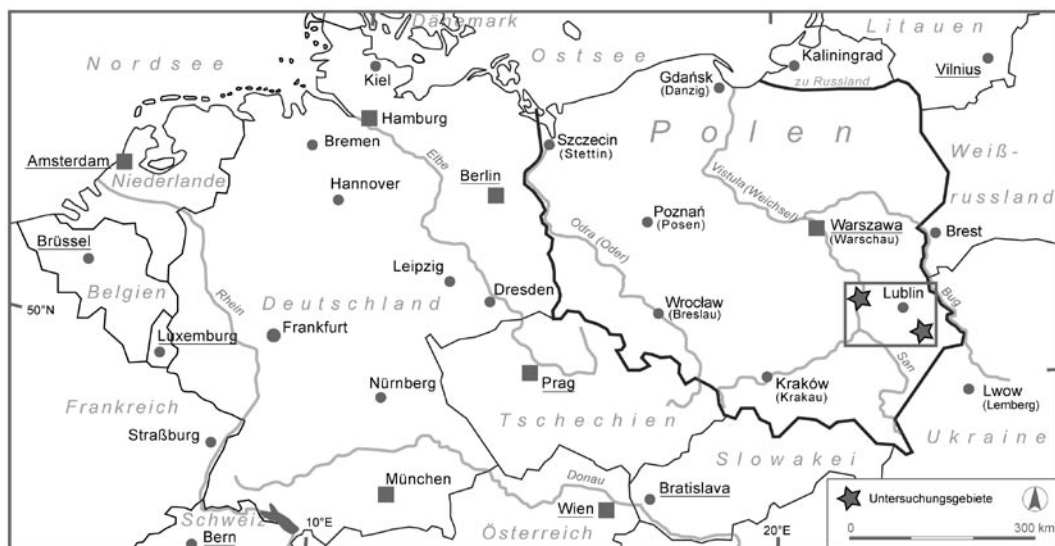 Nordsee
Dänemark
Ostsee
Litauen
Kaliningrad
zu Russland
Vilnius
Kiel
Gdańsk
(Danzig)
Hamburg
Polen
Bremen
Szczecin
(Stettin)
Weiß-
russland
Amsterdam
Niederlande
Elbe
Hannover
Berlin
Vistula (Weichsel)
Poznań
(Posen)
Warszawa
(Warschau)
Brest
Odra (Oder)
Brüssel
Belgien
Rhein
Leipzig
Deutschland
Dresden
Wrocław
(Breslau)
Lublin
Bug
50°N
Luxemburg
Frankfurt
San
Prag
Nürnberg
Kraków
(Krakau)
Lwow
(Lemberg)
Frankreich
Tschechien
Ukraine
Straßburg
Slowakei
München
Donau
Bratislava
Wien
Schweiz
Bern
10°E
Österreich
20°E
Untersuchungsgebiete
0
300 km